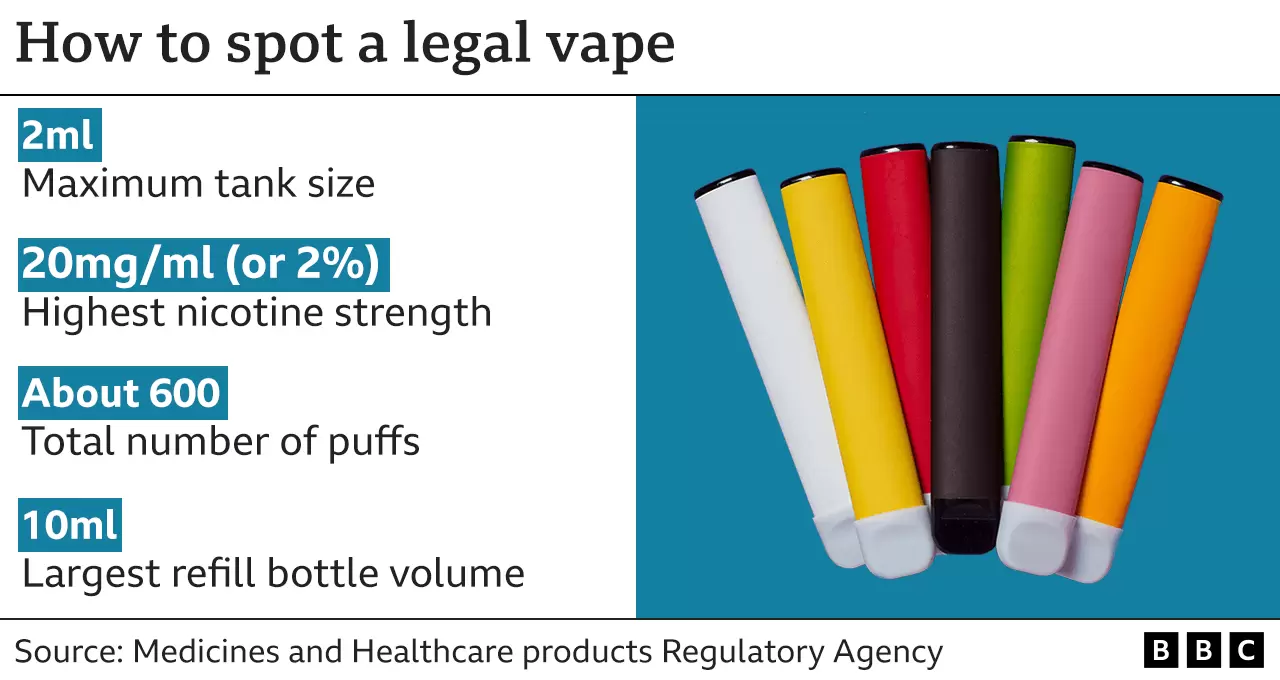 How to spot a legal vape
2ml
Maximum tank size
20mg/ml (or 2%)
Highest nicotine strength
About 600
Total number of puffs
10ml
Largest refill bottle volume
Source: Medicines and Healthcare products Regulatory Agency
BBC